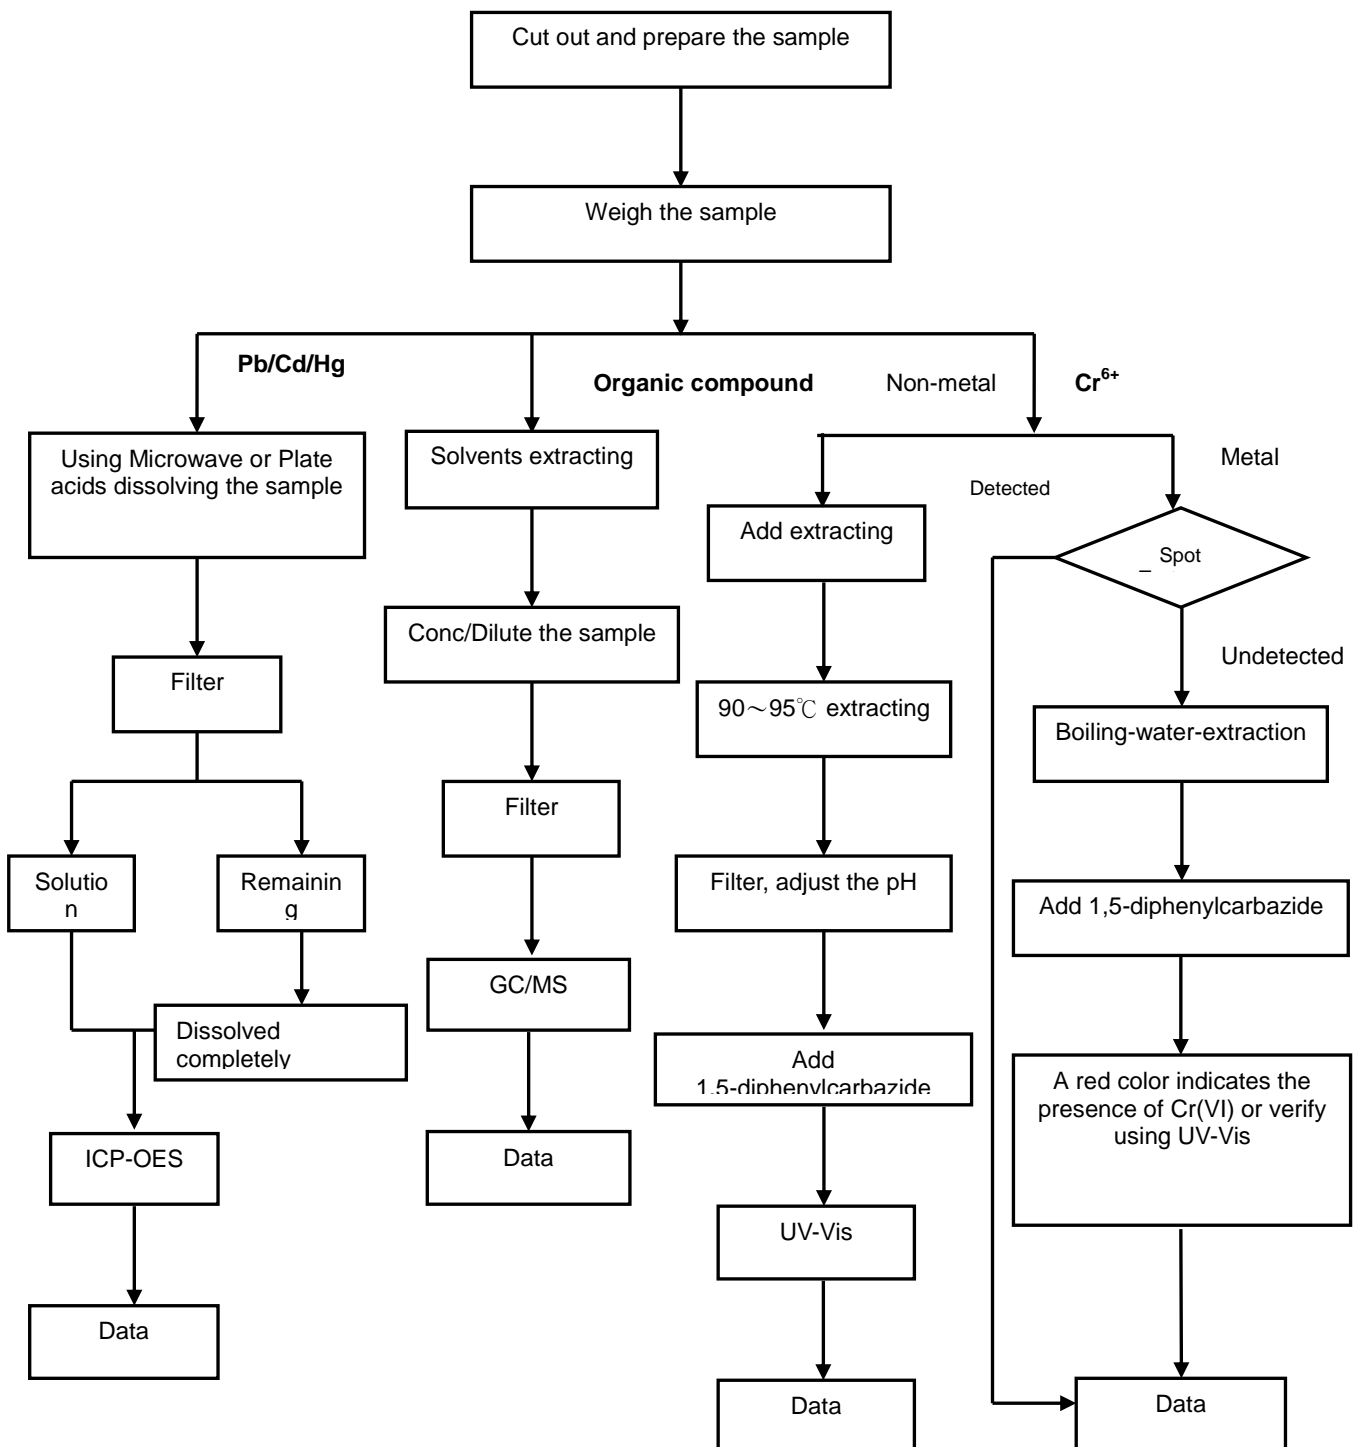 Cut out and prepare the sample
Weigh the sample
Pb/Cd/Hg
Organic compound
Non-metal
Cr6+
Using Microwave or Plate
acids dissolving the sample
Filter
Solutio
n
Remainin
g
Dissolved
completely
ICP-OES
Data
Solvents extracting
Conc/Dilute the sample
Filter
GC/MS
Data
Add extracting
90~95℃ extracting
Filter, adjust the pH
Add
1,5-diphenylcarbazide
UV-Vis
Data
Metal
Detected
_ Spot
Undetected
Boiling-water-extraction
Add 1,5-diphenylcarbazide
A red color indicates the
presence of Cr(VI) or verify
using UV-Vis
Data